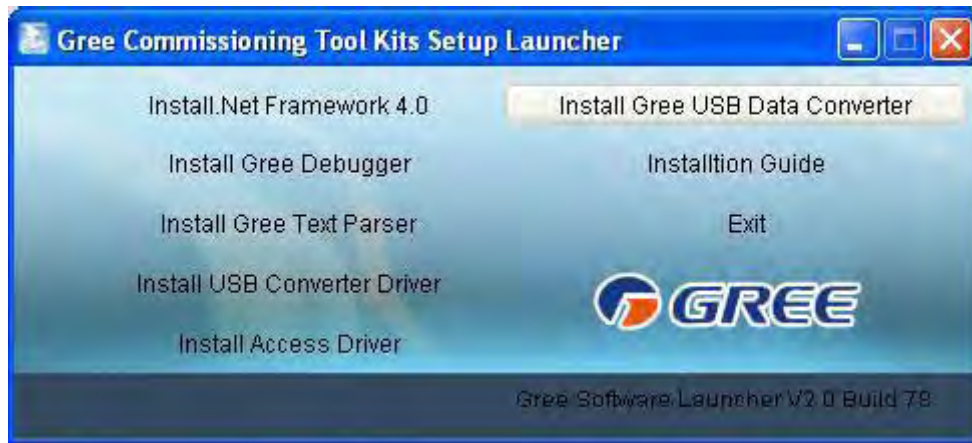 Gree Commissioning Tool Kits Setup Launcher
Install.Net Framework 4.0
Install Gree Debugger
Install Gree Text Parser
Install USB Converter Driver
Install Access Driver
Install Gree USB Data Converter
Installtion Guide
Exit
GREE
Gree Software Launcher V2.0 Build 78